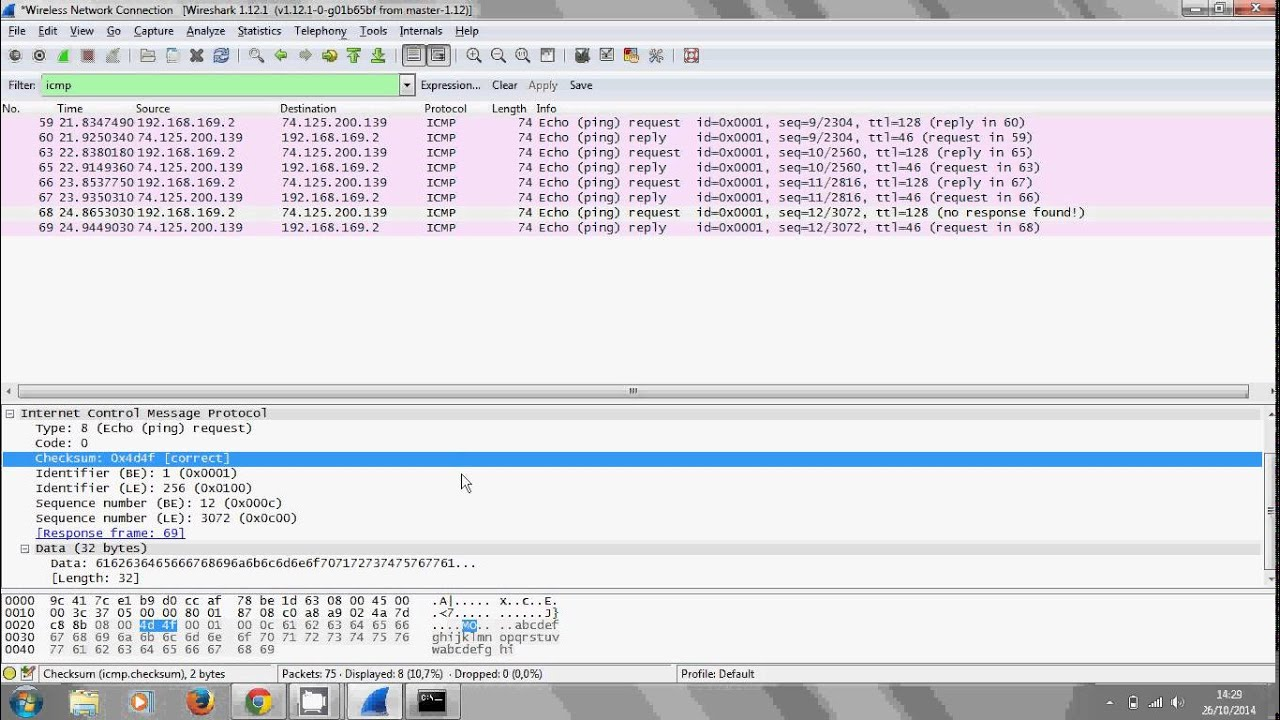 *Wireless Network Connection [Wireshark 1.12.1 (v1.12.1-0-g01b65bf from master-1.12)]
File Edit View Go Capture Analyze Statistics Telephony Tools Internals Help
Filter: icmp Expression... Clear Apply Save
No. Time Source Destination Protocol Length Info
59 21.8347490 192.168.169.2 74.125.200.139 ICMP 74 Echo (ping) request id=0x0001, seq=9/2304, ttl=128 (reply in 60)
60 21.9250340 74.125.200.139 192.168.169.2 ICMP 74 Echo (ping) reply id=0x0001, seq=9/2304, ttl=46 (request in 59)
63 22.8380180 192.168.169.2 74.125.200.139 ICMP 74 Echo (ping) request id=0x0001, seq=10/2560, ttl=128 (reply in 65)
65 22.9149360 74.125.200.139 192.168.169.2 ICMP 74 Echo (ping) reply id=0x0001, seq=10/2560, ttl=46 (request in 63)
66 23.8537750 192.168.169.2 74.125.200.139 ICMP 74 Echo (ping) request id=0x0001, seq=11/2816, ttl=128 (reply in 67)
67 23.9350310 74.125.200.139 192.168.169.2 ICMP 74 Echo (ping) reply id=0x0001, seq=11/2816, ttl=46 (request in 66)
68 24.8653030 192.168.169.2 74.125.200.139 ICMP 74 Echo (ping) request id=0x0001, seq=12/3072, ttl=128 (no response found!)
69 24.9449030 74.125.200.139 192.168.169.2 ICMP 74 Echo (ping) reply id=0x0001, seq=12/3072, ttl=46 (request in 68)
Internet Control Message Protocol
Type: 8 (Echo (ping) request)
Code: 0
Checksum: 0x4d4f [correct]
Identifier (BE): 1 (0x0001)
Identifier (LE): 256 (0x0100)
Sequence number (BE): 12 (0x000c)
Sequence number (LE): 3072 (0x0c00)
[Response frame: 69]
Data (32 bytes)
Data: 6162636465666768696a6b6c6d6e6f707172737475767761...
[Length: 32]
0000 9c 41 7c e1 b9 d0 cc af 78 be 1d 63 08 00 45 00 .A|..... x..c..E.
0010 00 3c 37 05 00 00 80 01 87 08 c0 a8 a9 02 4a 7d .<7..... ......J}
0020 c8 8b 08 00 4d 4f 00 01 00 0c 61 62 63 64 65 66 ....MO.. ..abcdef
0030 67 68 69 6a 6b 6c 6d 6e 6f 70 71 72 73 74 75 76 ghijklmn opqrstuv
0040 77 61 62 63 64 65 66 67 68 69 wabcdefg hi
Checksum (icmp.checksum), 2 bytes Packets: 75 · Displayed: 8 (10,7%) · Dropped: 0 (0,0%) Profile: Default
14:29
26/10/2014